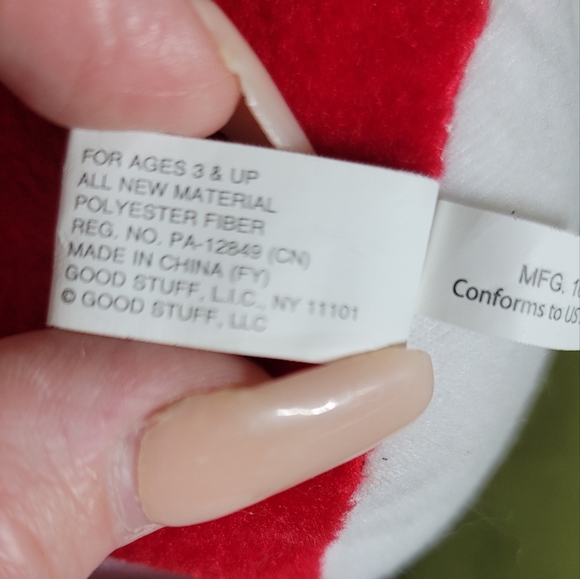 FOR AGES 3 & UP
ALL NEW MATERIAL
POLYESTER FIBER
REG. NO. PA-12849 (CN)
MADE IN CHINA (FY)
GOOD STUFF, L.I.C., NY 11101
© GOOD STUFF, LLC
MFG.
Conforms to US